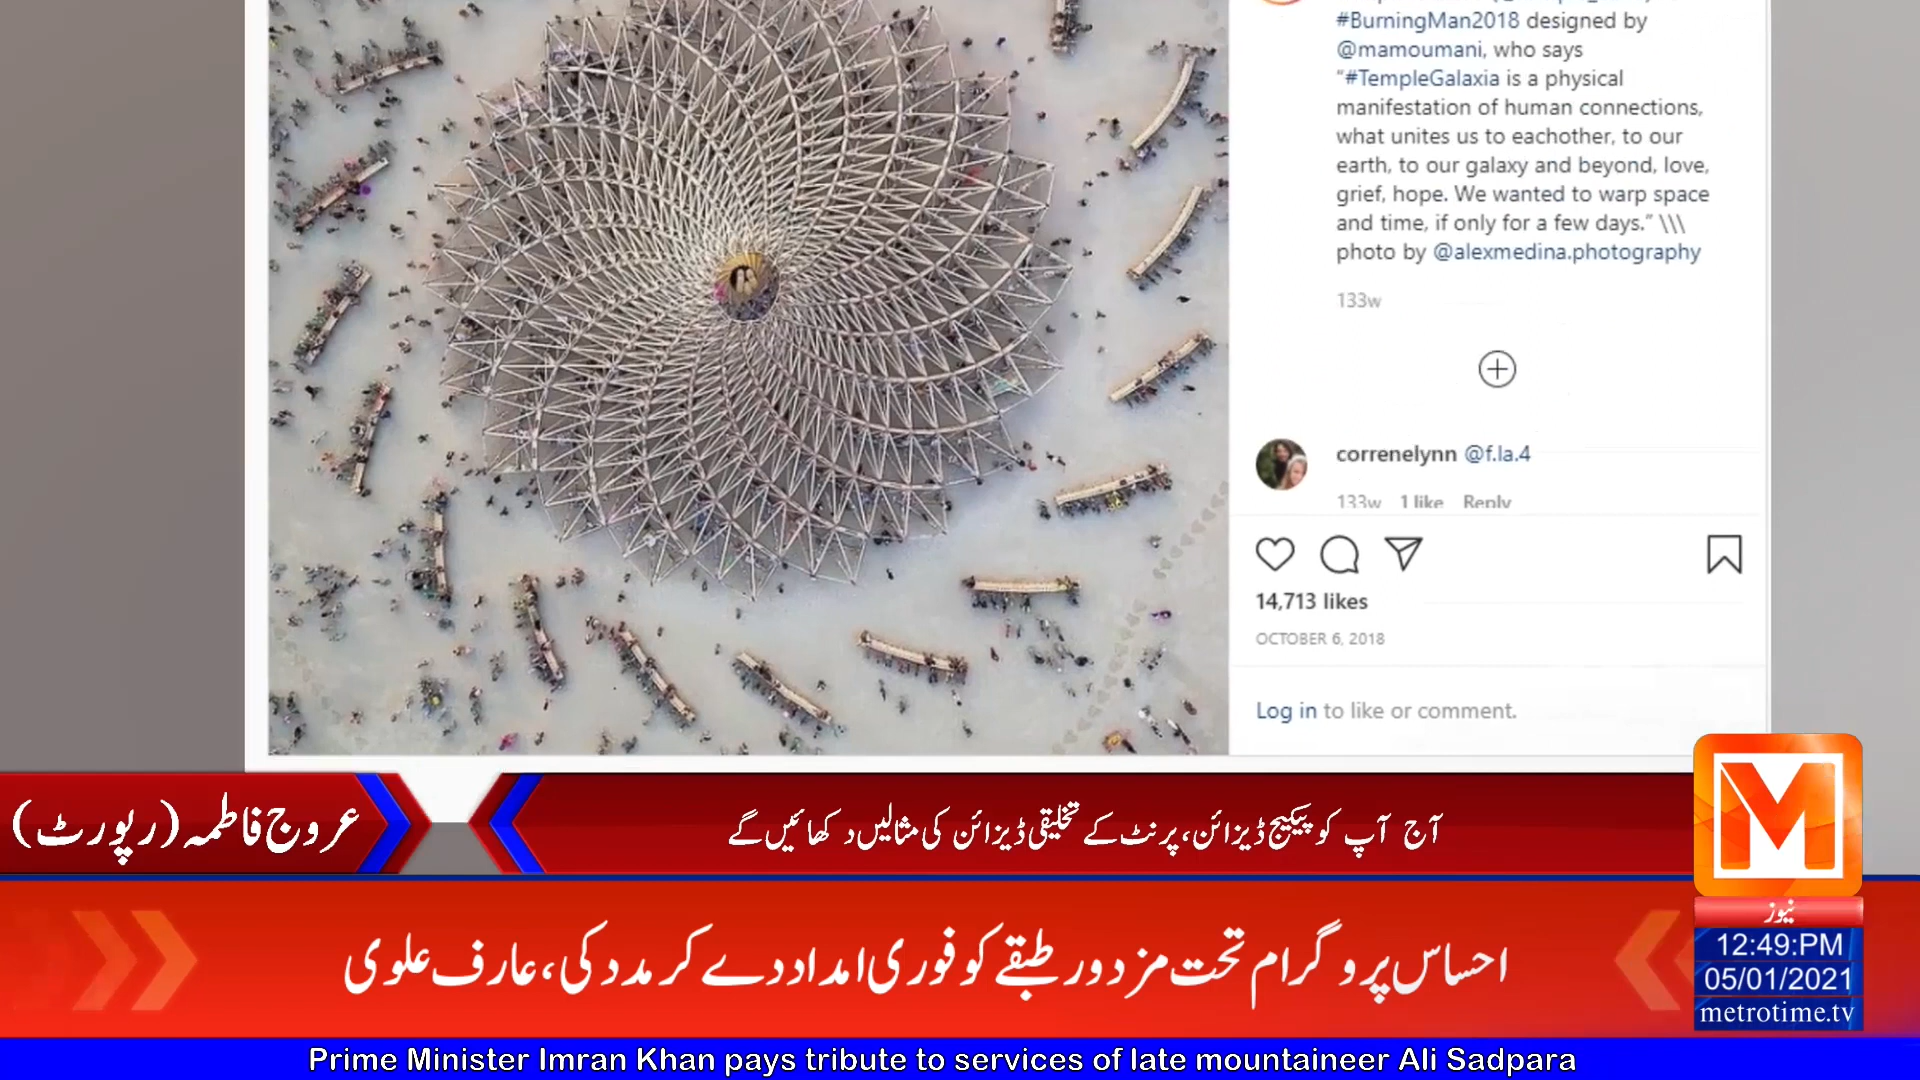 #BurningMan2018 designed by
@mamoumani, who says
“#TempleGalaxia is a physical
manifestation of human connections,
what unites us to eachother, to our
earth, to our galaxy and beyond, love,
grief, hope. We wanted to warp space
and time, if only for a few days.” \\\
photo by @alexmedina.photography
133w
correnelynn @f.la.4
133w 1 like Reply
14,713 likes
OCTOBER 6, 2018
Log in to like or comment.
عروج فاطمہ (رپورٹ)
آج آپ کو پیکیج ڈیزائن، پرنٹ کے تخلیقی ڈیزائن کی مثالیں دکھائیں گے
احساس پروگرام تحت مزدور طبقے کو فوری امداد دے کر مدد کی، عارف علوی
M
نیوز
12:49:PM
05/01/2021
metrotime.tv
Prime Minister Imran Khan pays tribute to services of late mountaineer Ali Sadpara